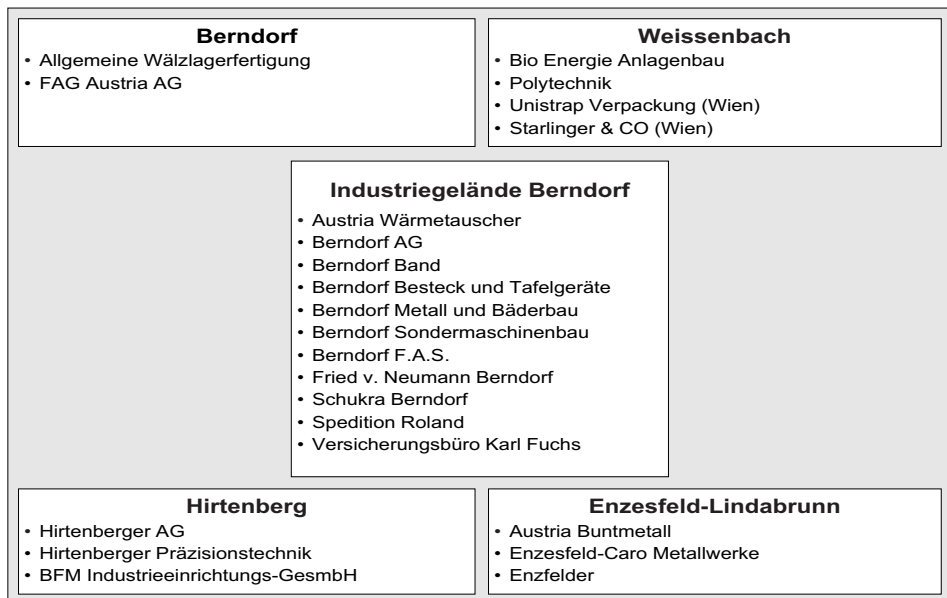 Berndorf
• Allgemeine Wälzlagerfertigung
• FAG Austria AG
Weissenbach
• Bio Energie Anlagenbau
• Polytechnik
• Unistrap Verpackung (Wien)
• Starlinger & CO (Wien)
Industriegelände Berndorf
• Austria Wärmetauscher
• Berndorf AG
• Berndorf Band
• Berndorf Besteck und Tafelgeräte
• Berndorf Metall und Bäderbau
• Berndorf Sondermaschinenbau
• Berndorf F.A.S.
• Fried v. Neumann Berndorf
• Schukra Berndorf
• Spedition Roland
• Versicherungsbüro Karl Fuchs
Hirtenberg
• Hirtenberger AG
• Hirtenberger Präzisionstechnik
• BFM Industrieeinrichtungs-GesmbH
Enzesfeld-Lindabrunn
• Austria Buntmetall
• Enzesfeld-Caro Metallwerke
• Enzfelder